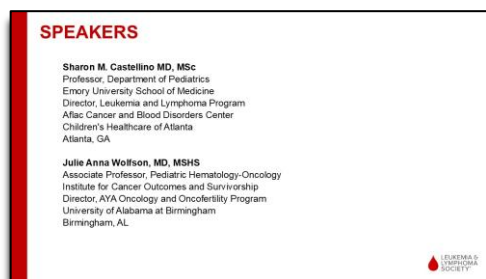 SPEAKERS
Sharon M. Castellino MD, MSc
Professor, Department of Pediatrics
Emory University School of Medicine
Director, Leukemia and Lymphoma Program
Aflac Cancer and Blood Disorders Center
Children's Healthcare of Atlanta
Atlanta, GA
Julie Anna Wolfson, MD, MSHS
Associate Professor, Pediatric Hematology-Oncology
Institute for Cancer Outcomes and Survivorship
Director, AYA Oncology and Oncofertility Program
University of Alabama at Birmingham
Birmingham, AL
LEUKEMIA &
LYMPHOMA
SOCIETY